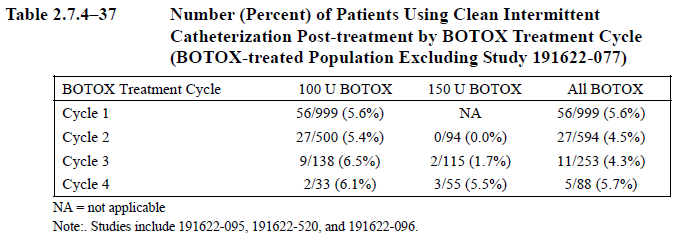 Table 2.7.4–37 Number (Percent) of Patients Using Clean Intermittent
Catheterization Post-treatment by BOTOX Treatment Cycle
(BOTOX-treated Population Excluding Study 191622-077)
BOTOX Treatment Cycle 100 U BOTOX 150 U BOTOX All BOTOX
Cycle 1 56/999 (5.6%) NA 56/999 (5.6%)
Cycle 2 27/500 (5.4%) 0/94 (0.0%) 27/594 (4.5%)
Cycle 3 9/138 (6.5%) 2/115 (1.7%) 11/253 (4.3%)
Cycle 4 2/33 (6.1%) 3/55 (5.5%) 5/88 (5.7%)
NA = not applicable
Note:. Studies include 191622-095, 191622-520, and 191622-096.